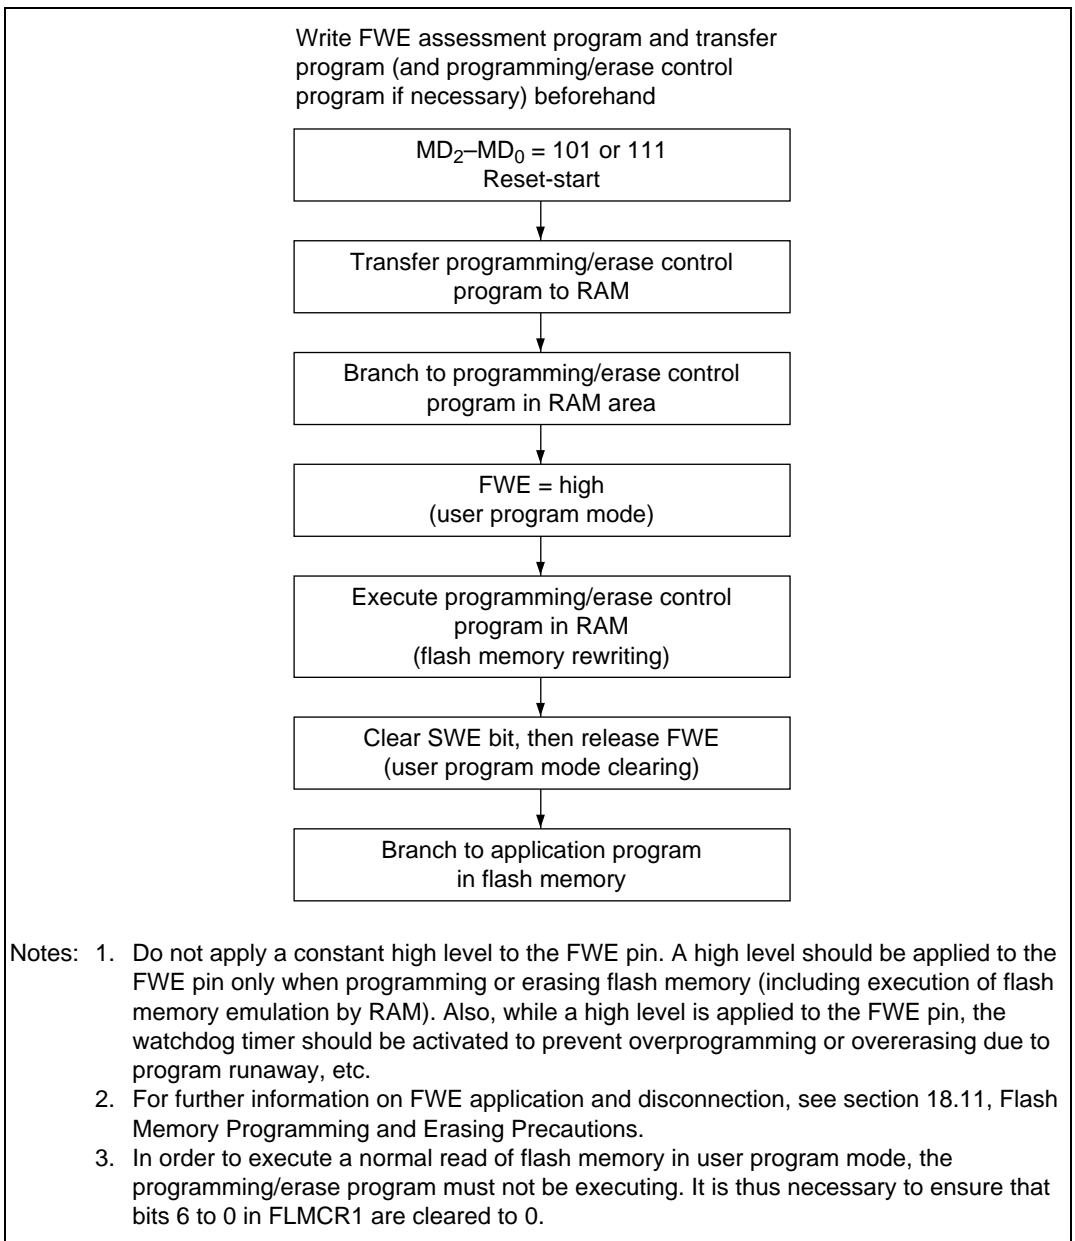 Write FWE assessment program and transfer
program (and programming/erase control
program if necessary) beforehand
MD₂–MD₀ = 101 or 111
Reset-start
Transfer programming/erase control
program to RAM
Branch to programming/erase control
program in RAM area
FWE = high
(user program mode)
Execute programming/erase control
program in RAM
(flash memory rewriting)
Clear SWE bit, then release FWE
(user program mode clearing)
Branch to application program
in flash memory
Notes: 1. Do not apply a constant high level to the FWE pin. A high level should be applied to the
FWE pin only when programming or erasing flash memory (including execution of flash
memory emulation by RAM). Also, while a high level is applied to the FWE pin, the
watchdog timer should be activated to prevent overprogramming or overerasing due to
program runaway, etc.
2. For further information on FWE application and disconnection, see section 18.11, Flash
Memory Programming and Erasing Precautions.
3. In order to execute a normal read of flash memory in user program mode, the
programming/erase program must not be executing. It is thus necessary to ensure that
bits 6 to 0 in FLMCR1 are cleared to 0.